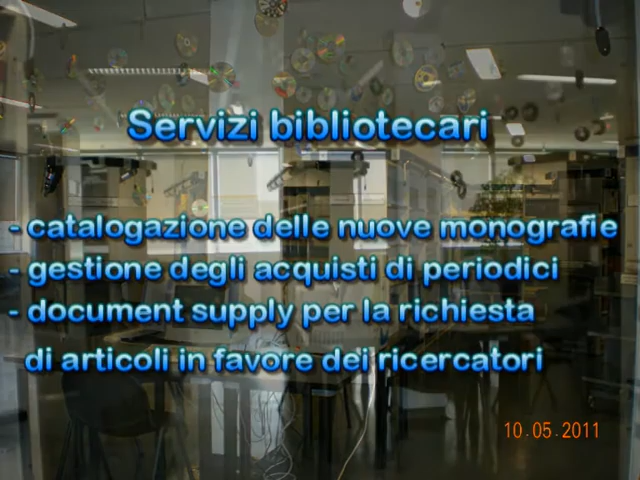 Servizi bibliotecari
- catalogazione delle nuove monografie
- gestione degli acquisti di periodici
- document supply per la richiesta
di articoli in favore dei ricercatori
10.05.2011